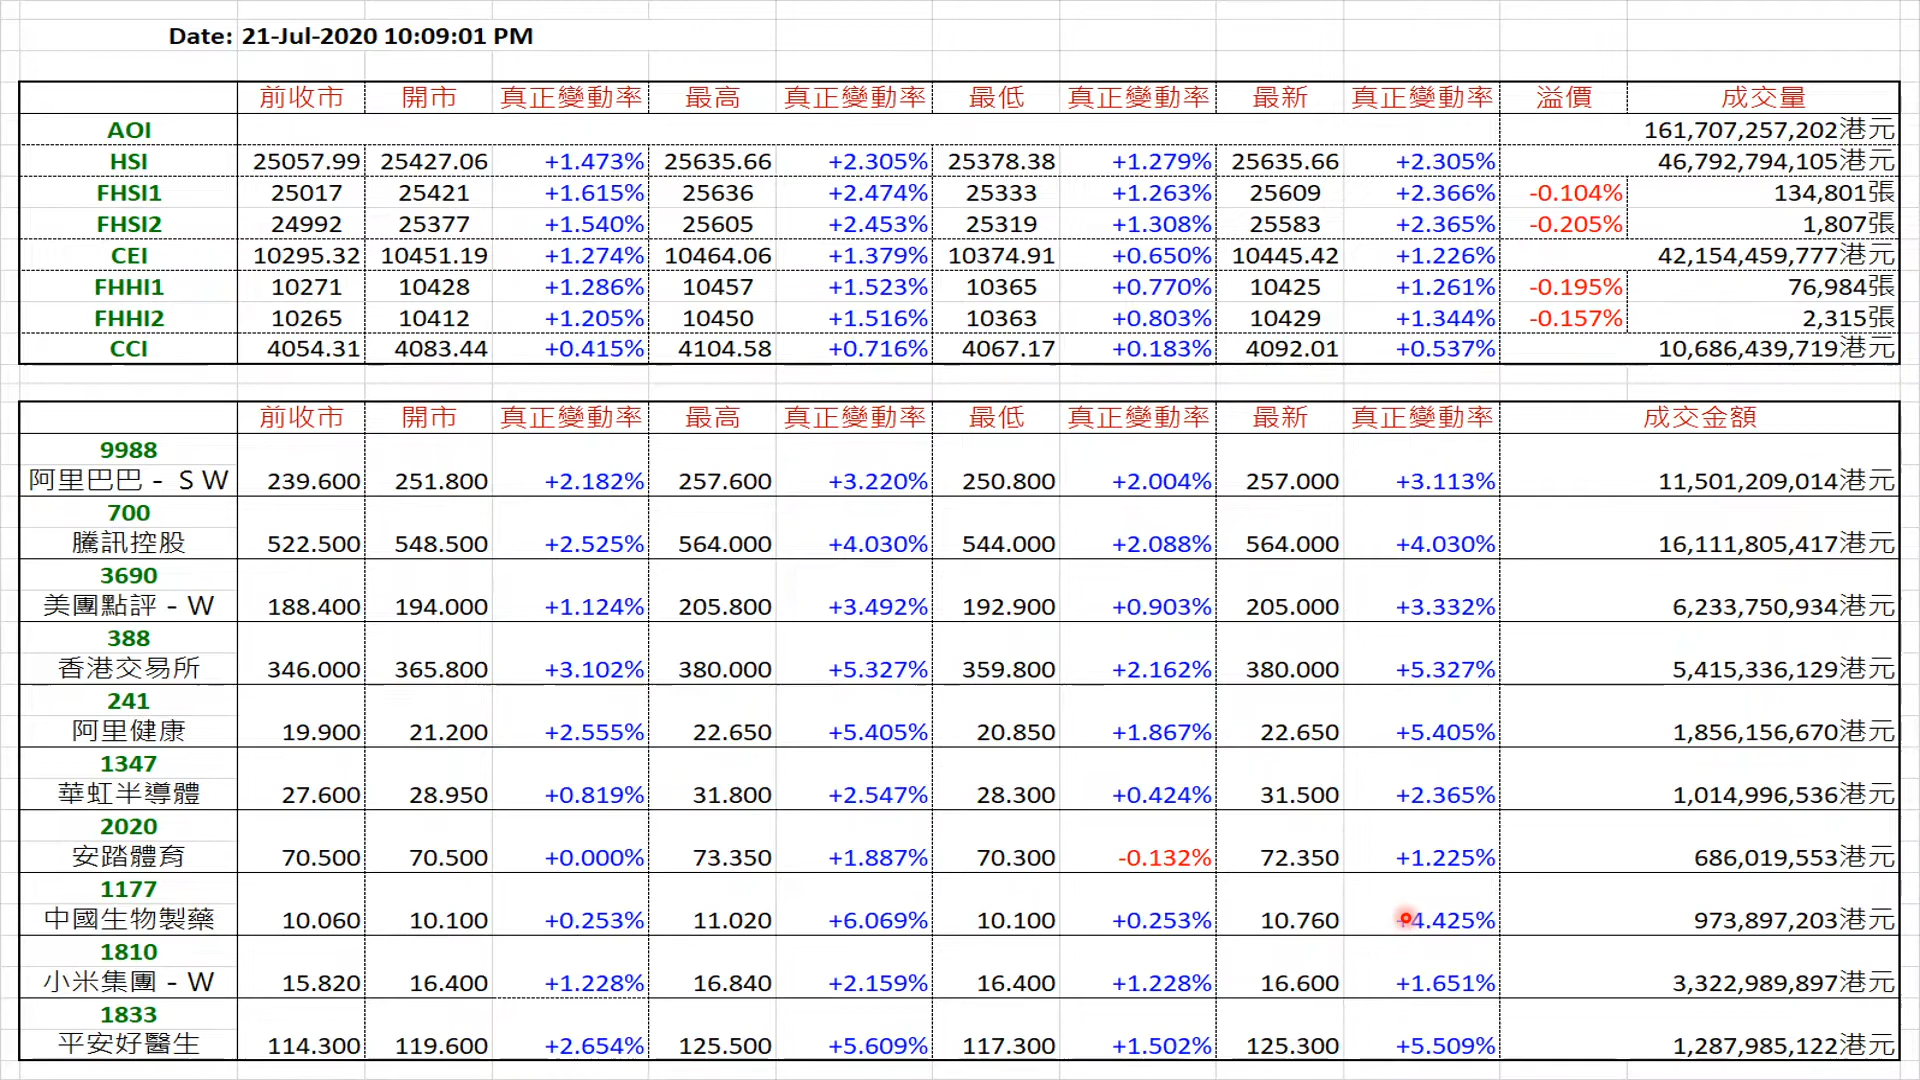 Date: 21-Jul-2020 10:09:01 PM
前收市 開市 真正變動率 最高 真正變動率 最低 真正變動率 最新 真正變動率 溢價 成交量
AOI 161,707,257,202港元
HSI 25057.99 25427.06 +1.473% 25635.66 +2.305% 25378.38 +1.279% 25635.66 +2.305% 46,792,794,105港元
FHSI1 25017 25421 +1.615% 25636 +2.474% 25333 +1.263% 25609 +2.366% -0.104% 134,801張
FHSI2 24992 25377 +1.540% 25605 +2.453% 25319 +1.308% 25583 +2.365% -0.205% 1,807張
CEI 10295.32 10451.19 +1.274% 10464.06 +1.379% 10374.91 +0.650% 10445.42 +1.226% 42,154,459,777港元
FHHI1 10271 10428 +1.286% 10457 +1.523% 10365 +0.770% 10425 +1.261% -0.195% 76,984張
FHHI2 10265 10412 +1.205% 10450 +1.516% 10363 +0.803% 10429 +1.344% -0.157% 2,315張
CCI 4054.31 4083.44 +0.415% 4104.58 +0.716% 4067.17 +0.183% 4092.01 +0.537% 10,686,439,719港元
前收市 開市 真正變動率 最高 真正變動率 最低 真正變動率 最新 真正變動率 成交金額
9988
阿里巴巴－ＳＷ 239.600 251.800 +2.182% 257.600 +3.220% 250.800 +2.004% 257.000 +3.113% 11,501,209,014港元
700
騰訊控股 522.500 548.500 +2.525% 564.000 +4.030% 544.000 +2.088% 564.000 +4.030% 16,111,805,417港元
3690
美團點評－Ｗ 188.400 194.000 +1.124% 205.800 +3.492% 192.900 +0.903% 205.000 +3.332% 6,233,750,934港元
388
香港交易所 346.000 365.800 +3.102% 380.000 +5.327% 359.800 +2.162% 380.000 +5.327% 5,415,336,129港元
241
阿里健康 19.900 21.200 +2.555% 22.650 +5.405% 20.850 +1.867% 22.650 +5.405% 1,856,156,670港元
1347
華虹半導體 27.600 28.950 +0.819% 31.800 +2.547% 28.300 +0.424% 31.500 +2.365% 1,014,996,536港元
2020
安踏體育 70.500 70.500 +0.000% 73.350 +1.887% 70.300 -0.132% 72.350 +1.225% 686,019,553港元
1177
中國生物製藥 10.060 10.100 +0.253% 11.020 +6.069% 10.100 +0.253% 10.760 +4.425% 973,897,203港元
1810
小米集團－Ｗ 15.820 16.400 +1.228% 16.840 +2.159% 16.400 +1.228% 16.600 +1.651% 3,322,989,897港元
1833
平安好醫生 114.300 119.600 +2.654% 125.500 +5.609% 117.300 +1.502% 125.300 +5.509% 1,287,985,122港元